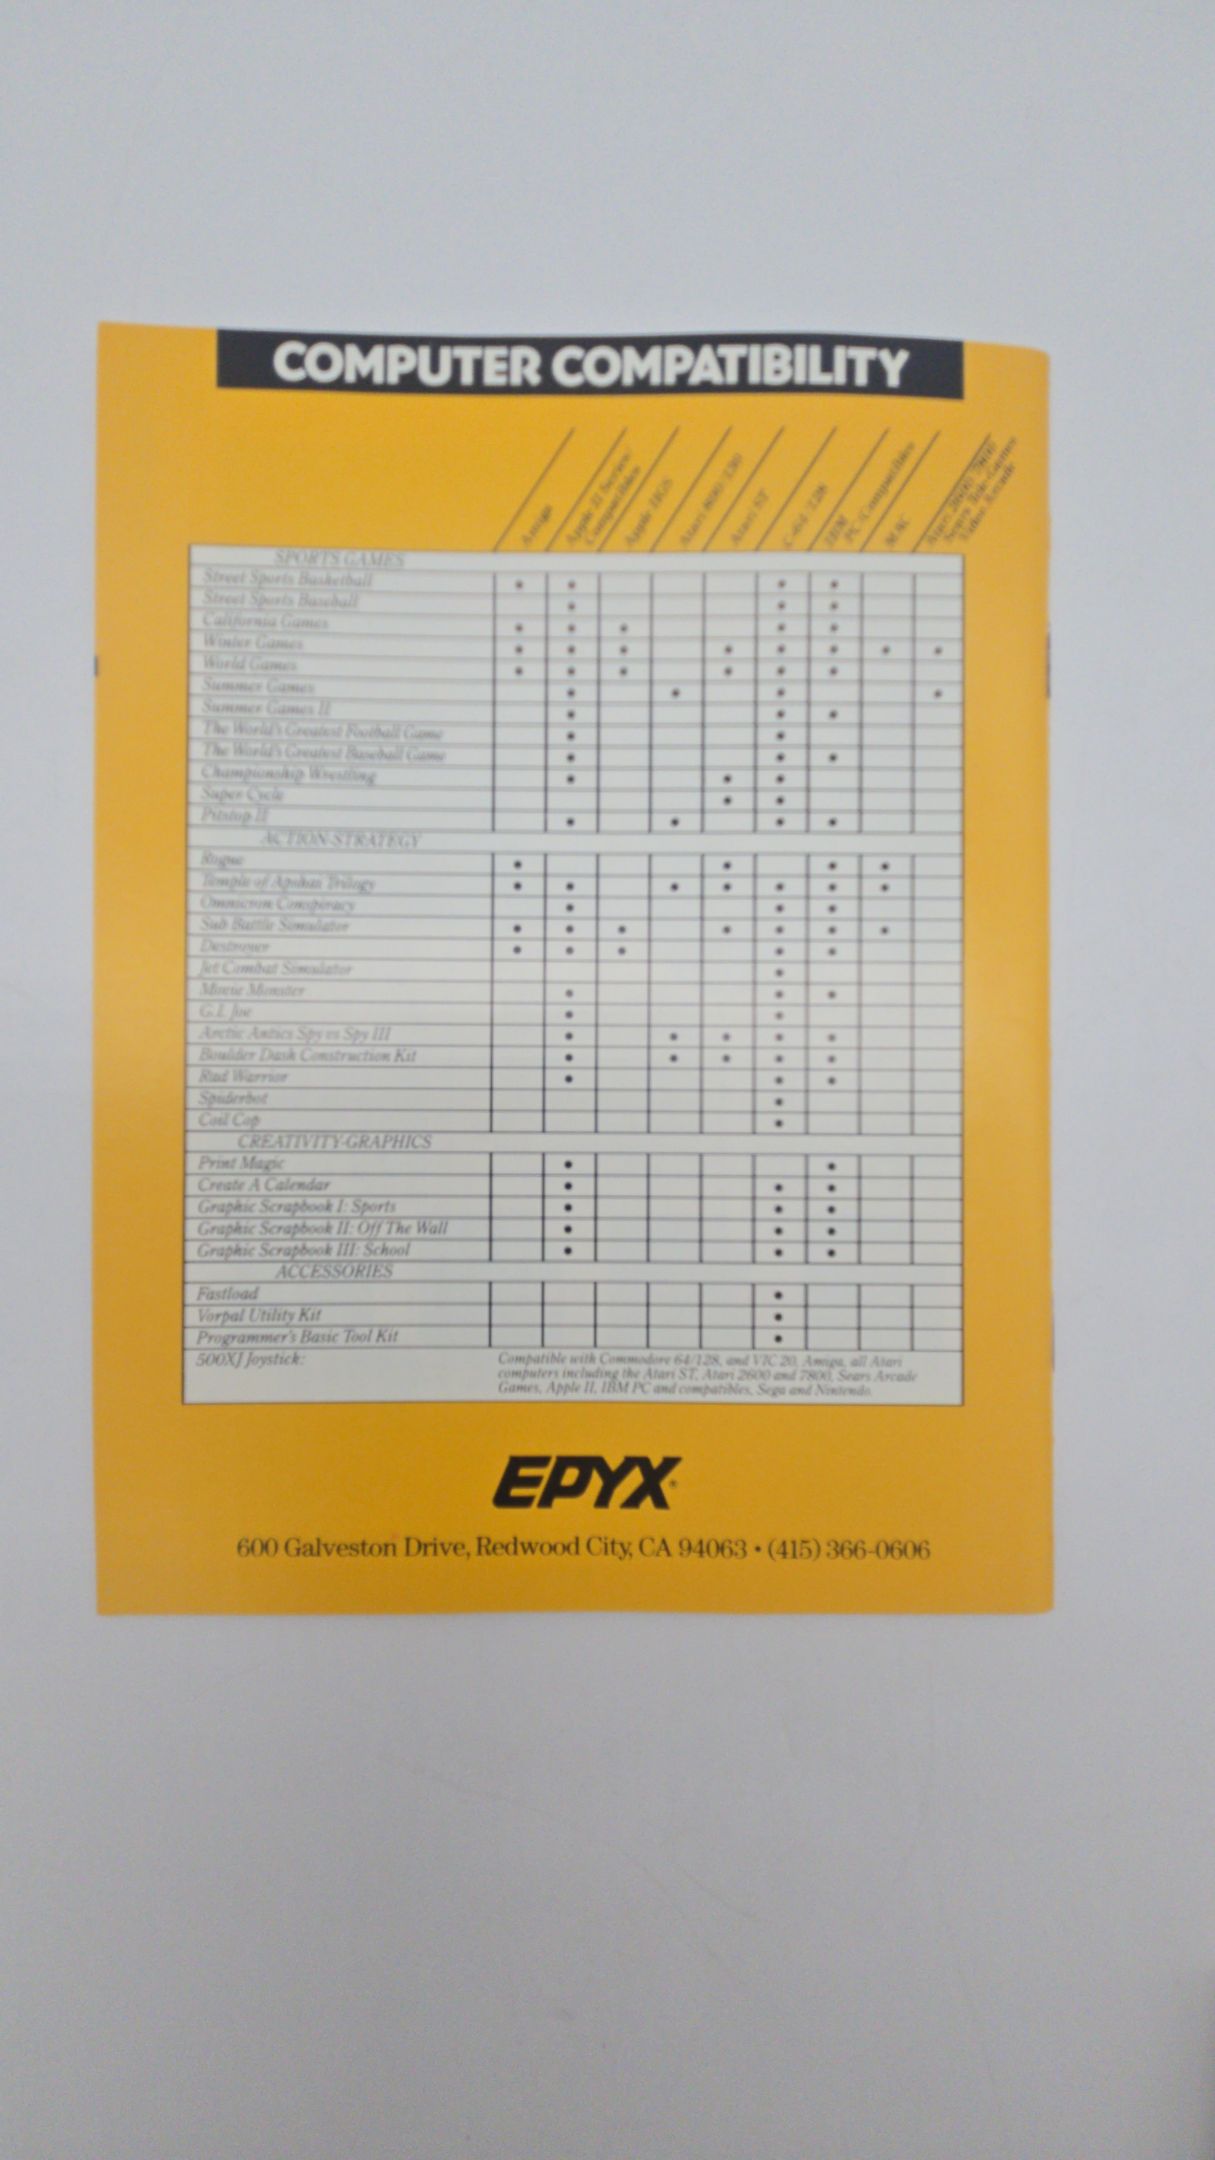 COMPUTER COMPATIBILITY
Amiga
Apple II Series/
Compatibles
Apple IIGS
Atari 800/130
Atari ST
C-64/128
IBM
PC/Compatibles
MAC
Atari 2600/7800
Sears Tele-Games
Video Arcade
SPORTS GAMES
Street Sports Basketball • • • •
Street Sports Baseball • • •
California Games • • • • •
Winter Games • • • • • • • •
World Games • • • • • •
Summer Games • • • •
Summer Games II • • •
The World's Greatest Football Game • •
The World's Greatest Baseball Game • • •
Championship Wrestling • • •
Super Cycle • •
Pitstop II • • • •
ACTION-STRATEGY
Rogue • • • •
Temple of Apshai Trilogy • • • • • • •
Omnicron Conspiracy • • •
Sub Battle Simulator • • • • • • •
Destroyer • • • • •
Jet Combat Simulator •
Movie Monster • • •
G.I. Joe • •
Arctic Antics Spy vs Spy III • • • • •
Boulder Dash Construction Kit • • • • •
Rad Warrior • • •
Spiderbot •
Coil Cop •
CREATIVITY-GRAPHICS
Print Magic • •
Create A Calendar • • •
Graphic Scrapbook I: Sports • • •
Graphic Scrapbook II: Off The Wall • • •
Graphic Scrapbook III: School • • •
ACCESSORIES
Fastload •
Vorpal Utility Kit •
Programmer's Basic Tool Kit •
500XJ Joystick: Compatible with Commodore 64/128, and VIC 20, Amiga, all Atari
computers including the Atari ST, Atari 2600 and 7800, Sears Arcade
Games, Apple II, IBM PC and compatibles, Sega and Nintendo.
EPYX®
600 Galveston Drive, Redwood City, CA 94063 • (415) 366-0606